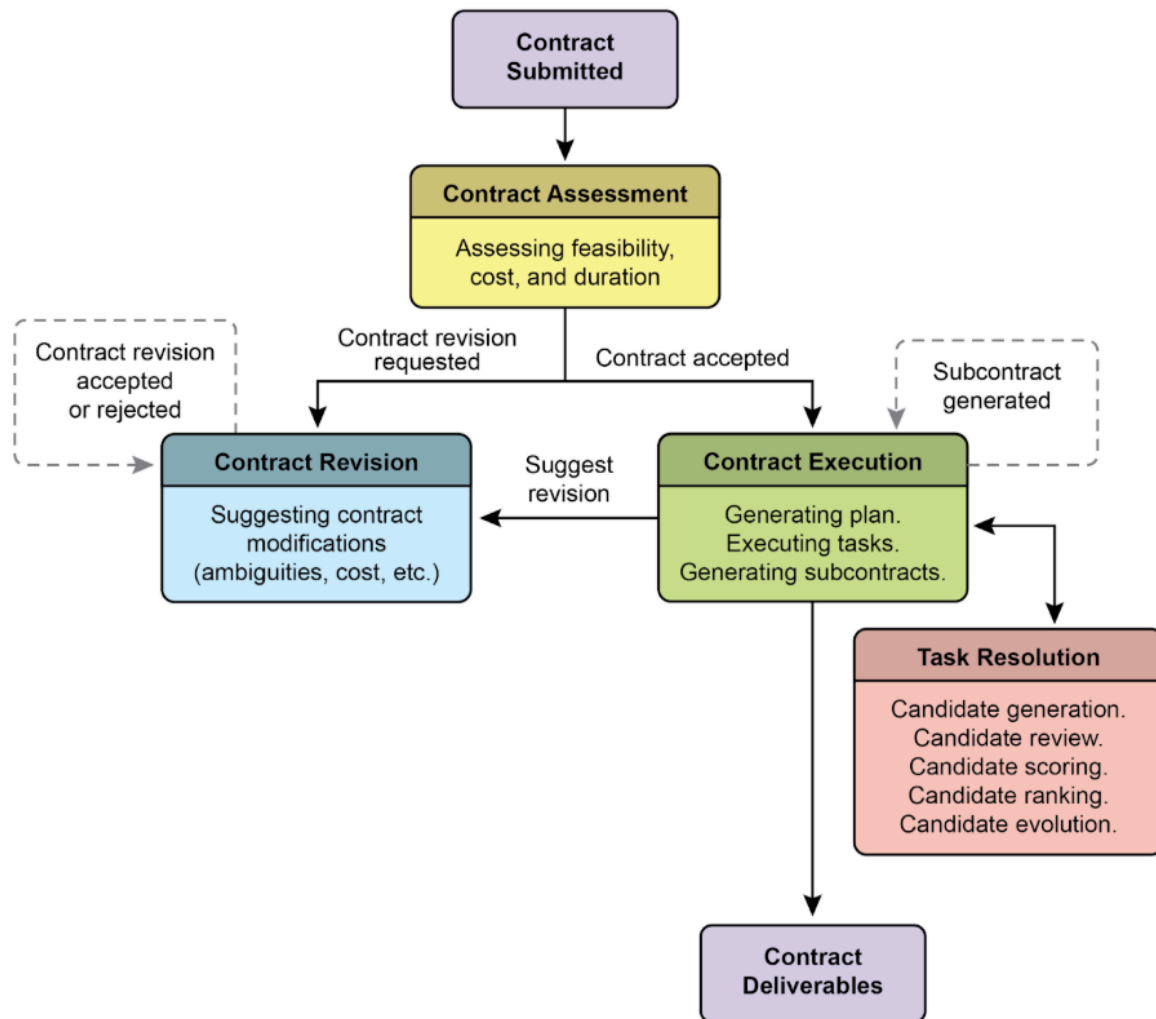 Contract
Submitted
Contract Assessment
Assessing feasibility,
cost, and duration
Contract revision
requested
Contract accepted
Contract revision
accepted
or rejected
Subcontract
generated
Contract Revision
Suggesting contract
modifications
(ambiguities, cost, etc.)
Suggest
revision
Contract Execution
Generating plan.
Executing tasks.
Generating subcontracts.
Task Resolution
Candidate generation.
Candidate review.
Candidate scoring.
Candidate ranking.
Candidate evolution.
Contract
Deliverables